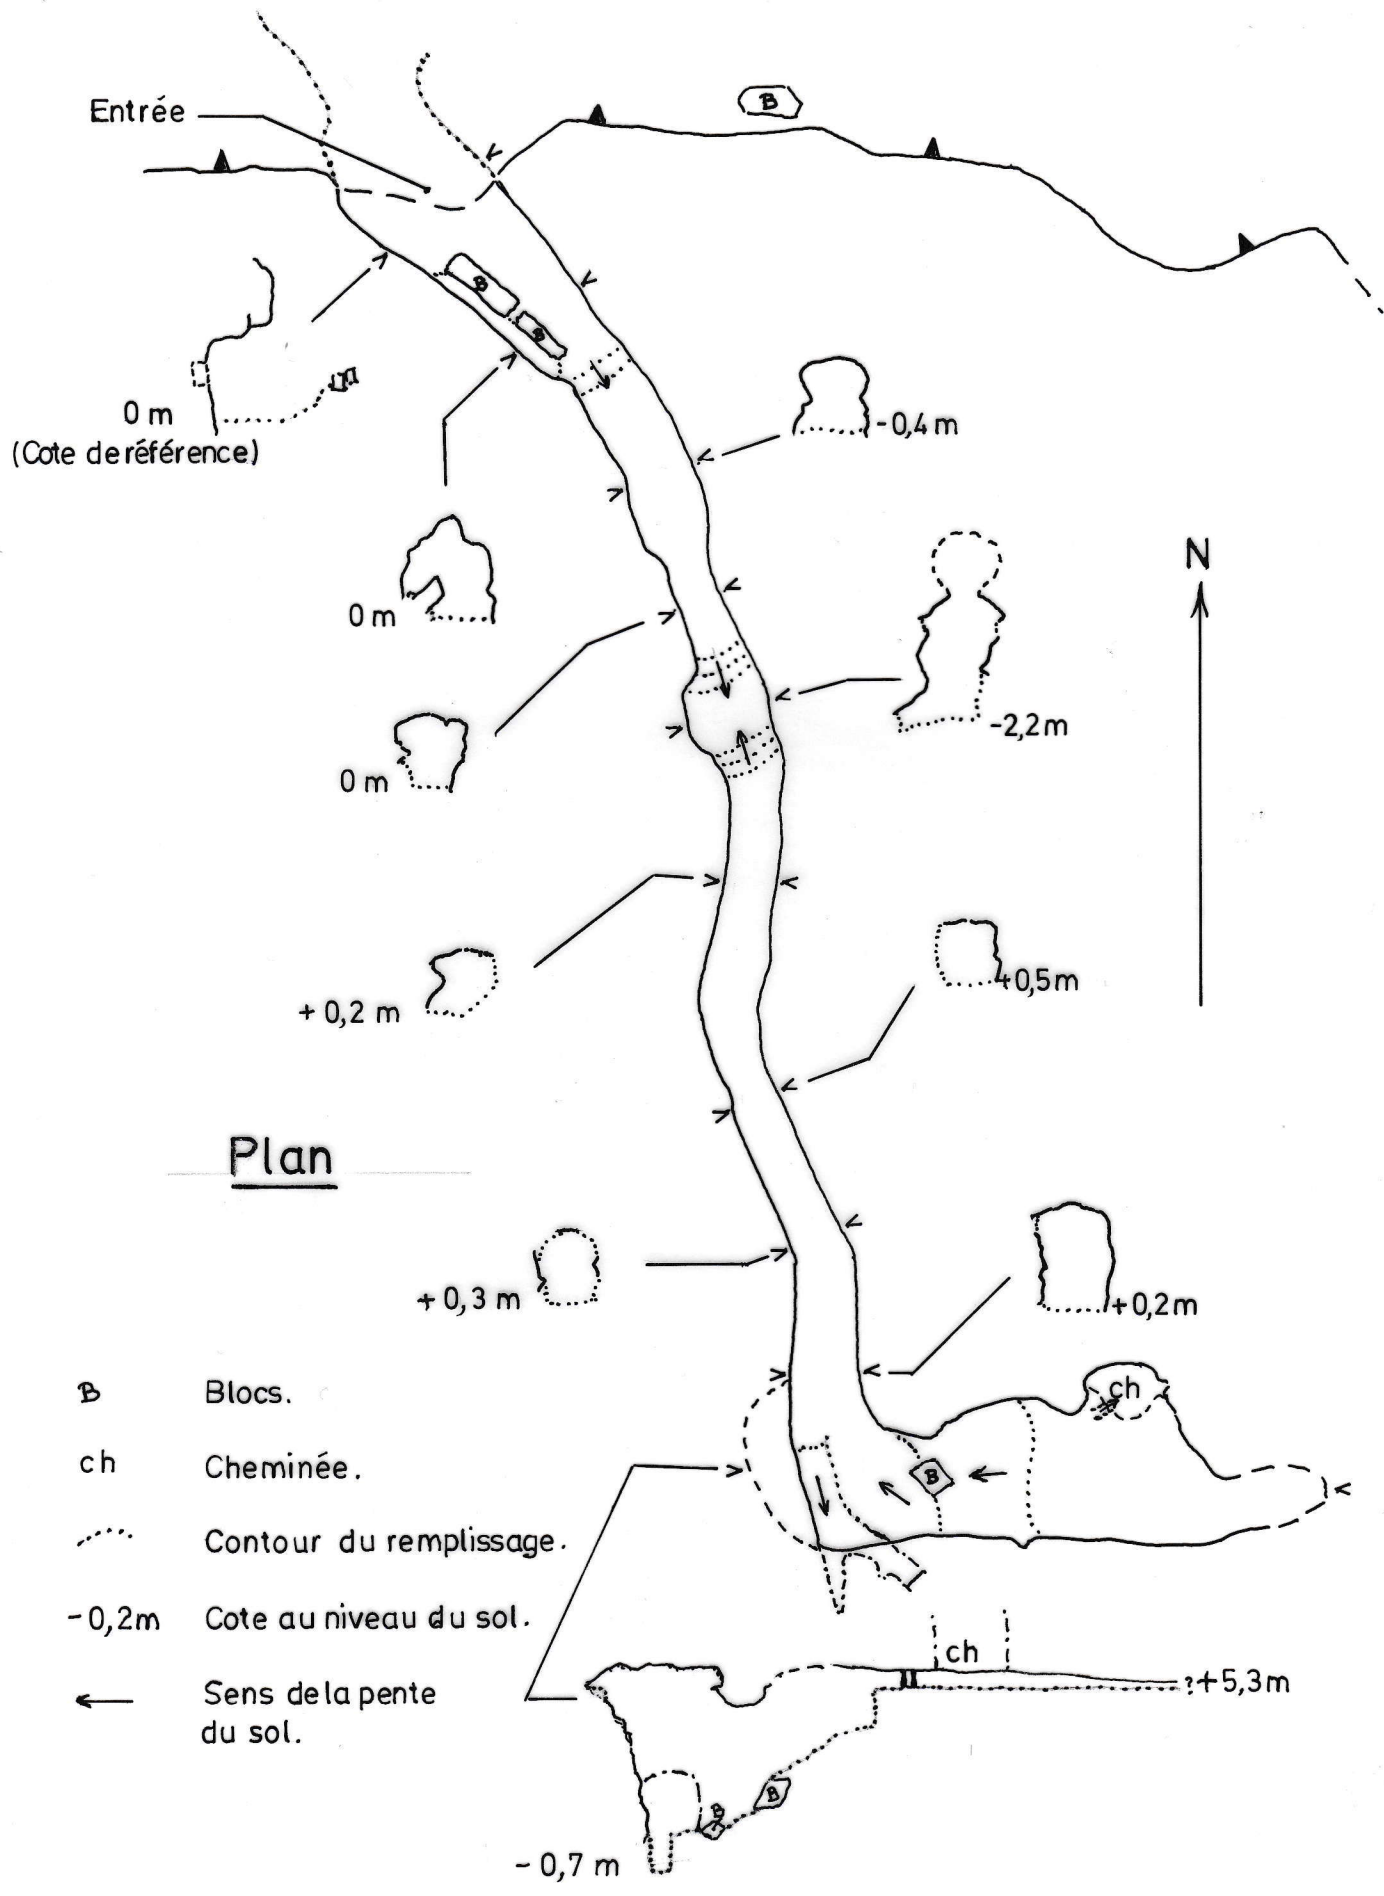 B
Entrée
B
B
0 m
(Cote de référence)
-0,4 m
N
0 m
-2,2 m
0 m
+0,5 m
+ 0,2 m
Plan
+ 0,3 m
+0,2 m
B Blocs.
ch
ch Cheminée.
B
Contour du remplissage.
-0,2m Cote au niveau du sol.
ch
Sens de la pente
du sol.
?+5,3 m
B
B
- 0,7 m